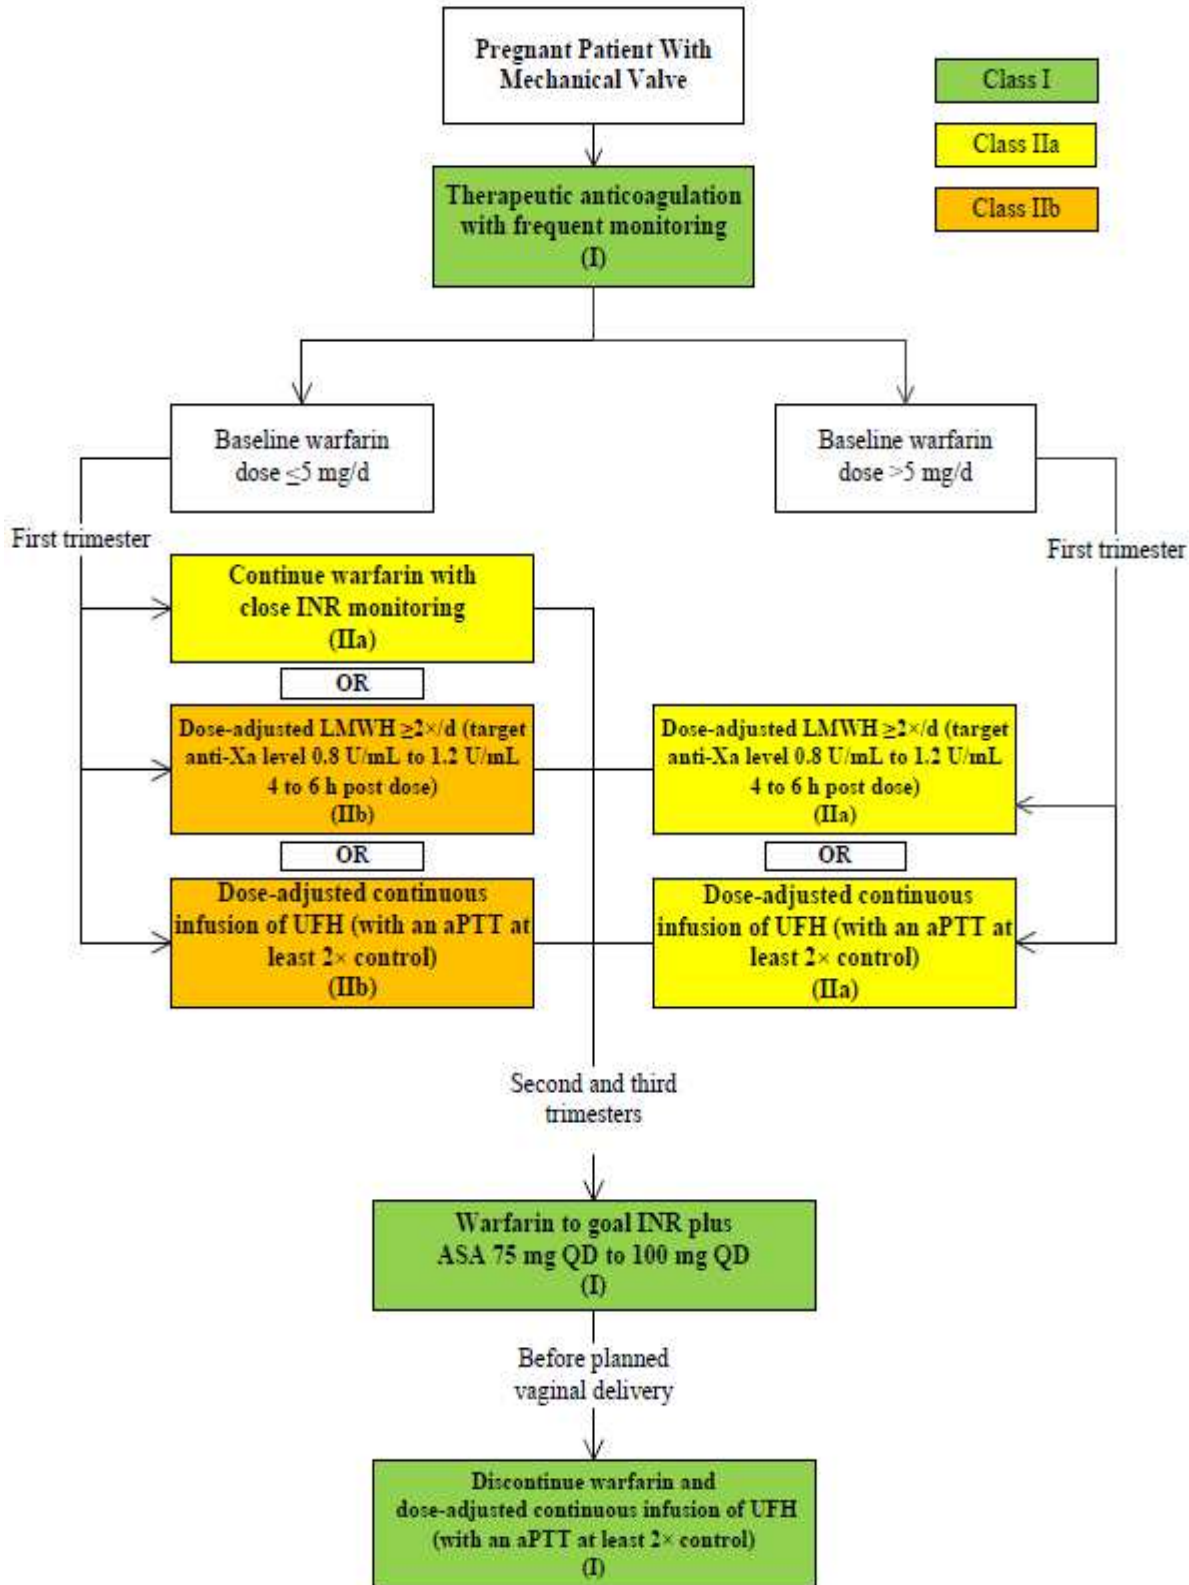 Pregnant Patient With
Mechanical Valve
Class I
Class IIa
Class IIb
Therapeutic anticoagulation
with frequent monitoring
(I)
Baseline warfarin
dose ≤5 mg/d
Baseline warfarin
dose >5 mg/d
First trimester
First trimester
Continue warfarin with
close INR monitoring
(IIa)
OR
Dose-adjusted LMWH ≥2×/d (target
anti-Xa level 0.8 U/mL to 1.2 U/mL
4 to 6 h post dose)
(IIb)
OR
Dose-adjusted continuous
infusion of UFH (with an aPTT at
least 2× control)
(IIb)
Dose-adjusted LMWH ≥2×/d (target
anti-Xa level 0.8 U/mL to 1.2 U/mL
4 to 6 h post dose)
(IIa)
OR
Dose-adjusted continuous
infusion of UFH (with an aPTT at
least 2× control)
(IIa)
Second and third
trimesters
Warfarin to goal INR plus
ASA 75 mg QD to 100 mg QD
(I)
Before planned
vaginal delivery
Discontinue warfarin and
dose-adjusted continuous infusion of UFH
(with an aPTT at least 2× control)
(I)